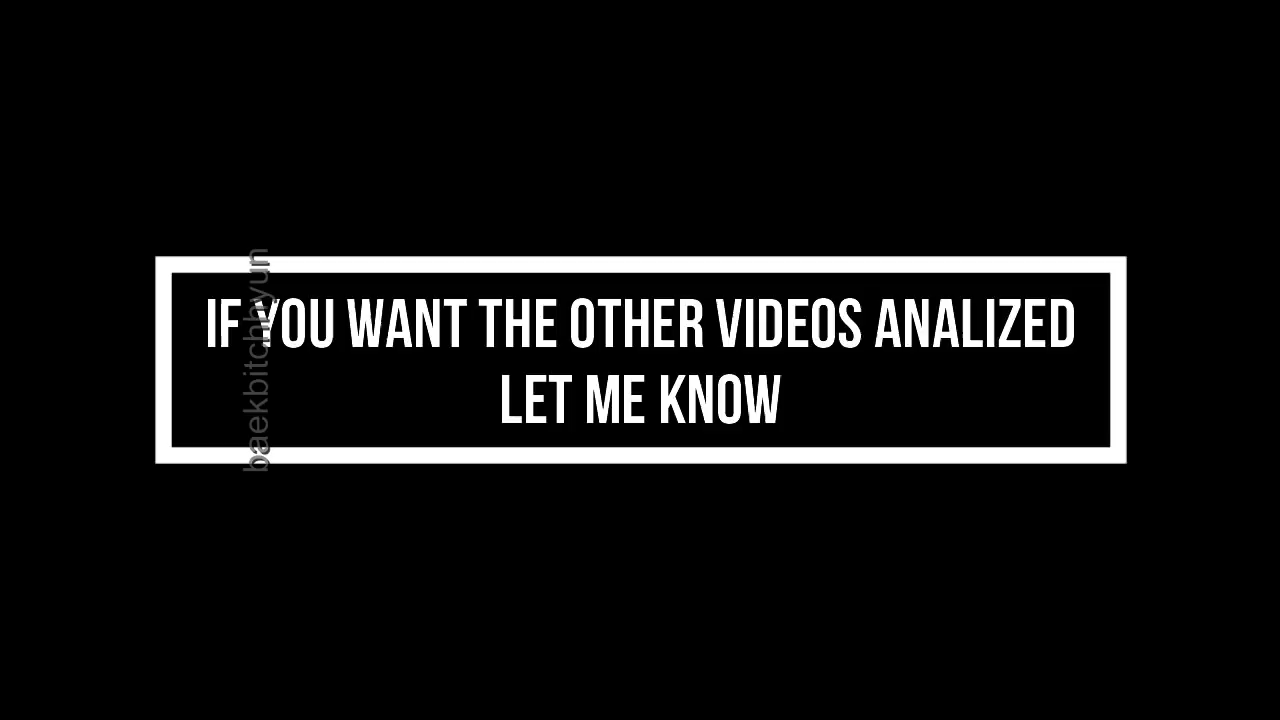 IF YOU WANT THE OTHER VIDEOS ANALIZED
LET ME KNOW
baekbitchbyun